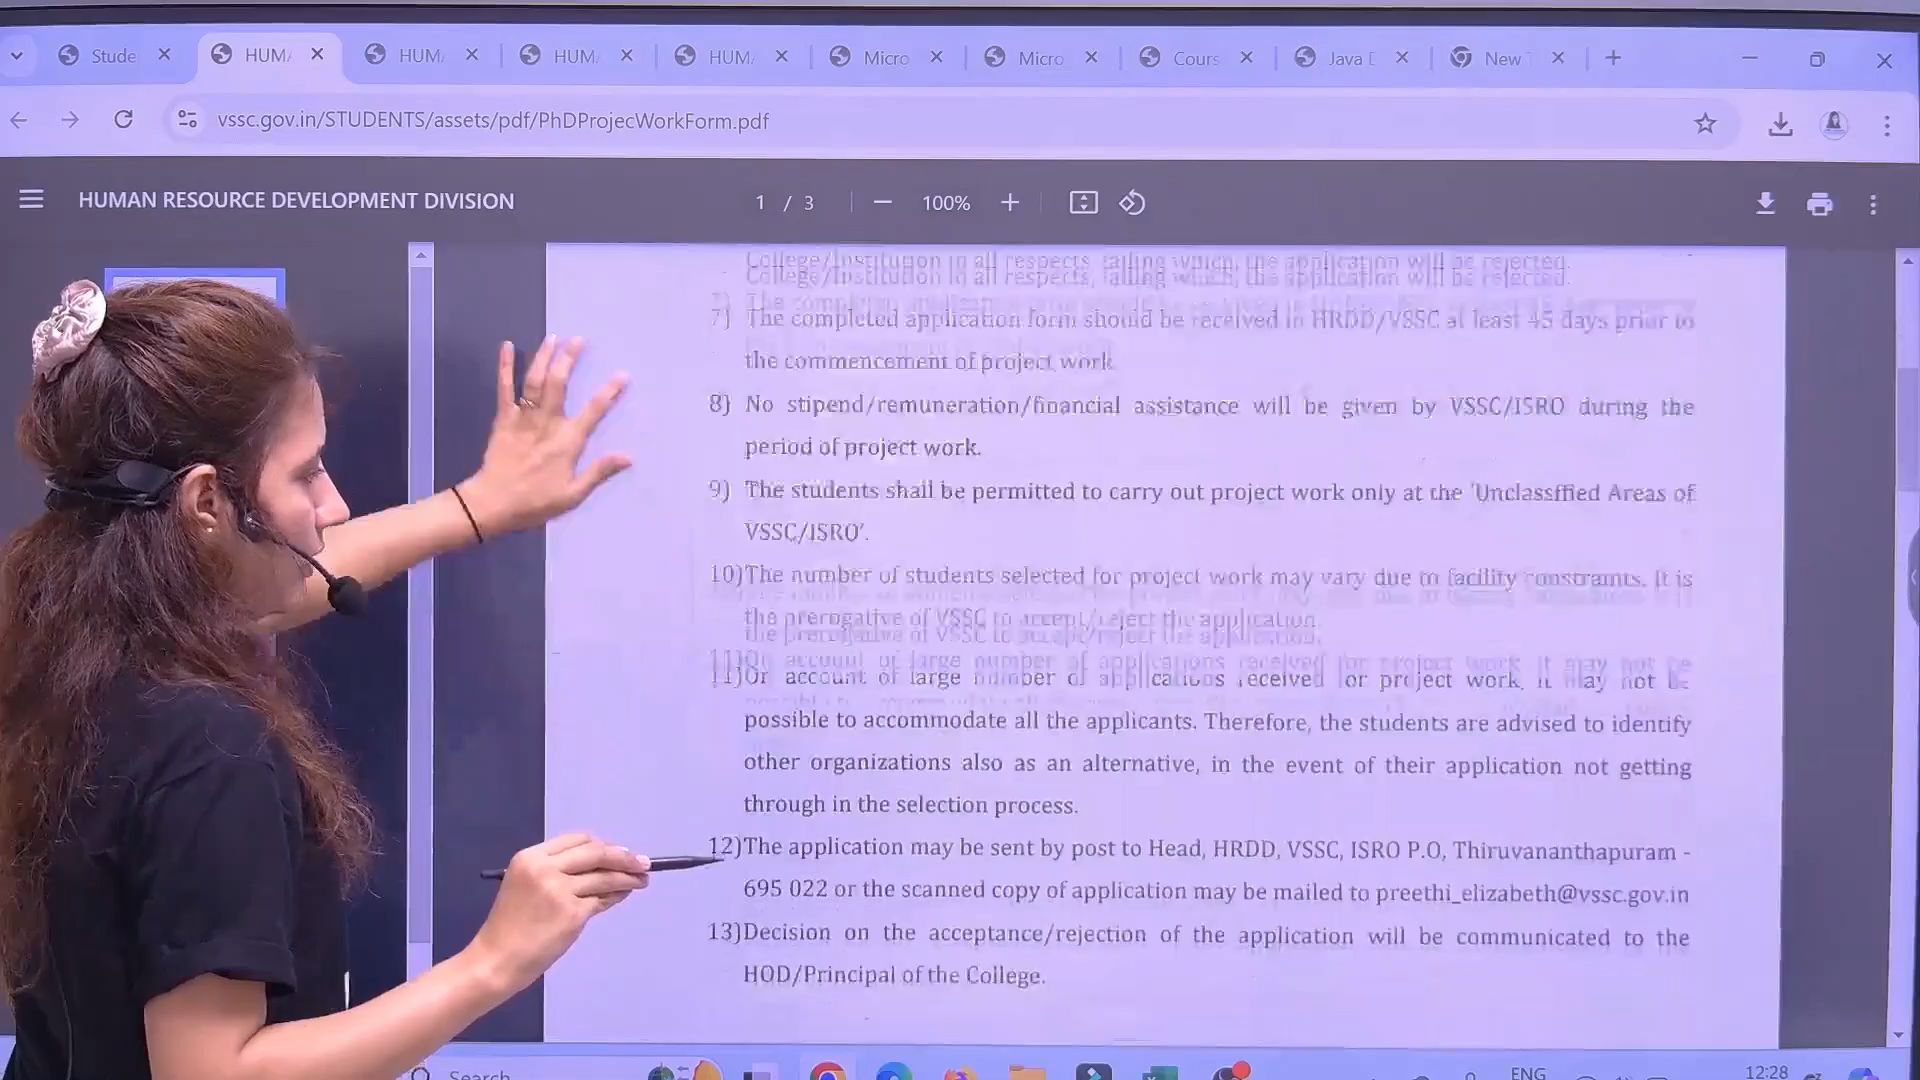 Stude
HUM
HUM
HUM
HUM
Micro
Micro
Cours
Java D
New T
vssc.gov.in/STUDENTS/assets/pdf/PhDProjecWorkForm.pdf
HUMAN RESOURCE DEVELOPMENT DIVISION
1 / 3
100%
College/Institution in all respects, failing which, the application will be rejected.
7) The completed application form should be received in HRDD/VSSC at least 45 days prior to
the commencement of project work.
8) No stipend/remuneration/financial assistance will be given by VSSC/ISRO during the
period of project work.
9) The students shall be permitted to carry out project work only at the 'Unclassffied Areas of
VSSC/ISRO'.
10)The number of students selected for project work may vary due to facility constraints. It is
the prerogative of VSSC to accept/reject the application.
11)On account of large number of applications received for project work, it may not be
possible to accommodate all the applicants. Therefore, the students are advised to identify
other organizations also as an alternative, in the event of their application not getting
through in the selection process.
12)The application may be sent by post to Head, HRDD, VSSC, ISRO P.O, Thiruvananthapuram -
695 022 or the scanned copy of application may be mailed to preethi_elizabeth@vssc.gov.in
13)Decision on the acceptance/rejection of the application will be communicated to the
HOD/Principal of the College.
Search
ENG
12:28